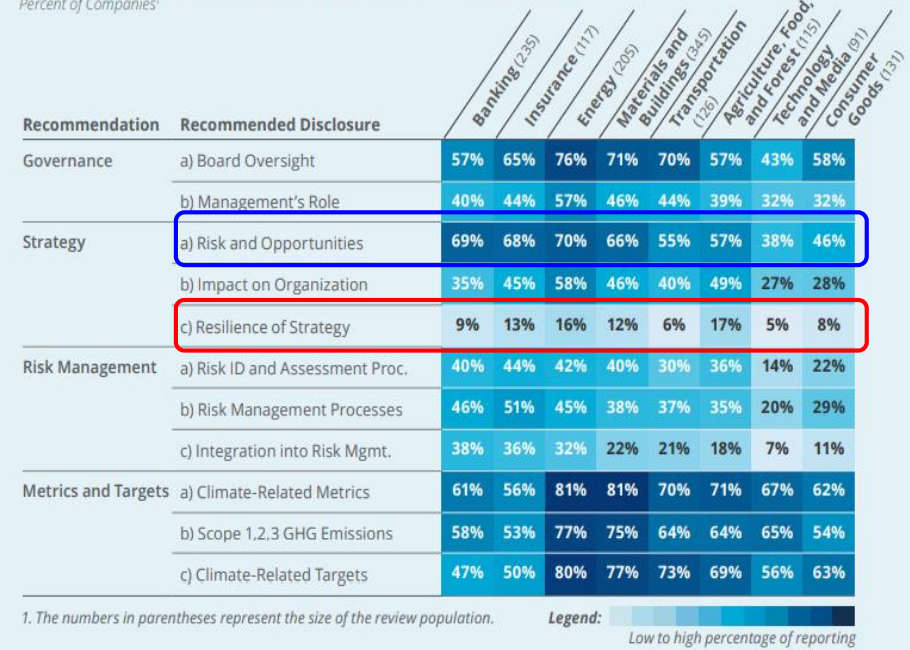 Percent of Companies¹
Recommendation Recommended Disclosure Banking (235) Insurance (117) Energy (205) Materials and Buildings (345) Transportation (126) Agriculture, Food, and Forest (115) Technology and Media (91) Consumer Goods (131)
Governance a) Board Oversight 57% 65% 76% 71% 70% 57% 43% 58%
b) Management's Role 40% 44% 57% 46% 44% 39% 32% 32%
Strategy a) Risk and Opportunities 69% 68% 70% 66% 55% 57% 38% 46%
b) Impact on Organization 35% 45% 58% 46% 40% 49% 27% 28%
c) Resilience of Strategy 9% 13% 16% 12% 6% 17% 5% 8%
Risk Management a) Risk ID and Assessment Proc. 40% 44% 42% 40% 30% 36% 14% 22%
b) Risk Management Processes 46% 51% 45% 38% 37% 35% 20% 29%
c) Integration into Risk Mgmt. 38% 36% 32% 22% 21% 18% 7% 11%
Metrics and Targets a) Climate-Related Metrics 61% 56% 81% 81% 70% 71% 67% 62%
b) Scope 1,2,3 GHG Emissions 58% 53% 77% 75% 64% 64% 65% 54%
c) Climate-Related Targets 47% 50% 80% 77% 73% 69% 56% 63%
1. The numbers in parentheses represent the size of the review population. Legend:
Low to high percentage of reporting